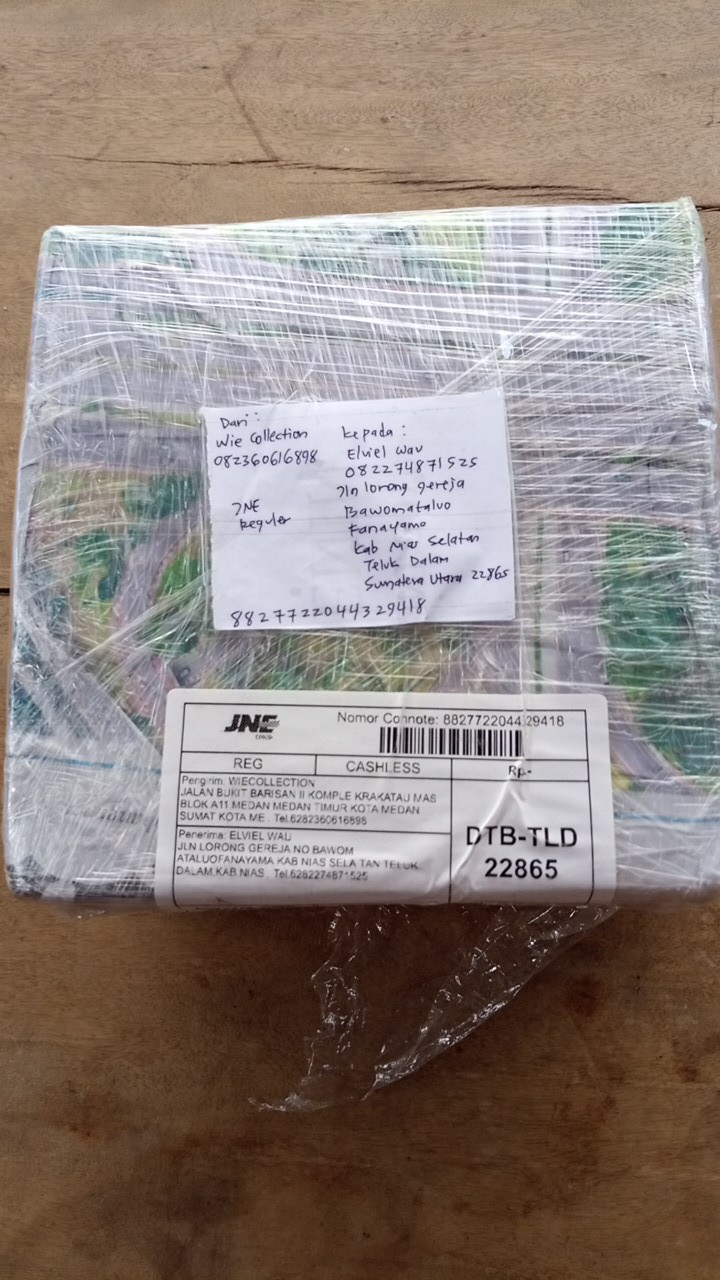 Dari :
Wie Collection
082360616898
JNE
Reguler
kepada :
Elviel wau
082274871525
Jln lorong gereja
Bawomataluo
Fanayama
Kab Nias Selatan
Teluk Dalam
Sumatera Utara 22865
8827722044329418
JNE
Nomor Connote: 8827722044 29418
REG
CASHLESS
Rp.-
Pengirim: WIECOLLECTION
JALAN BUKIT BARISAN II KOMPLE KRAKATAU MAS
BLOK A11 MEDAN MEDAN TIMUR KOTA MEDAN
SUMAT KOTA ME . Tel.6282360616898
Penerima: ELVIEL WAU
JLN LORONG GEREJA NO BAWOM
ATALUOFANAYAMA KAB NIAS SELA TAN TELUK
DALAM,KAB.NIAS . Tel.6282274871525
DTB-TLD
22865